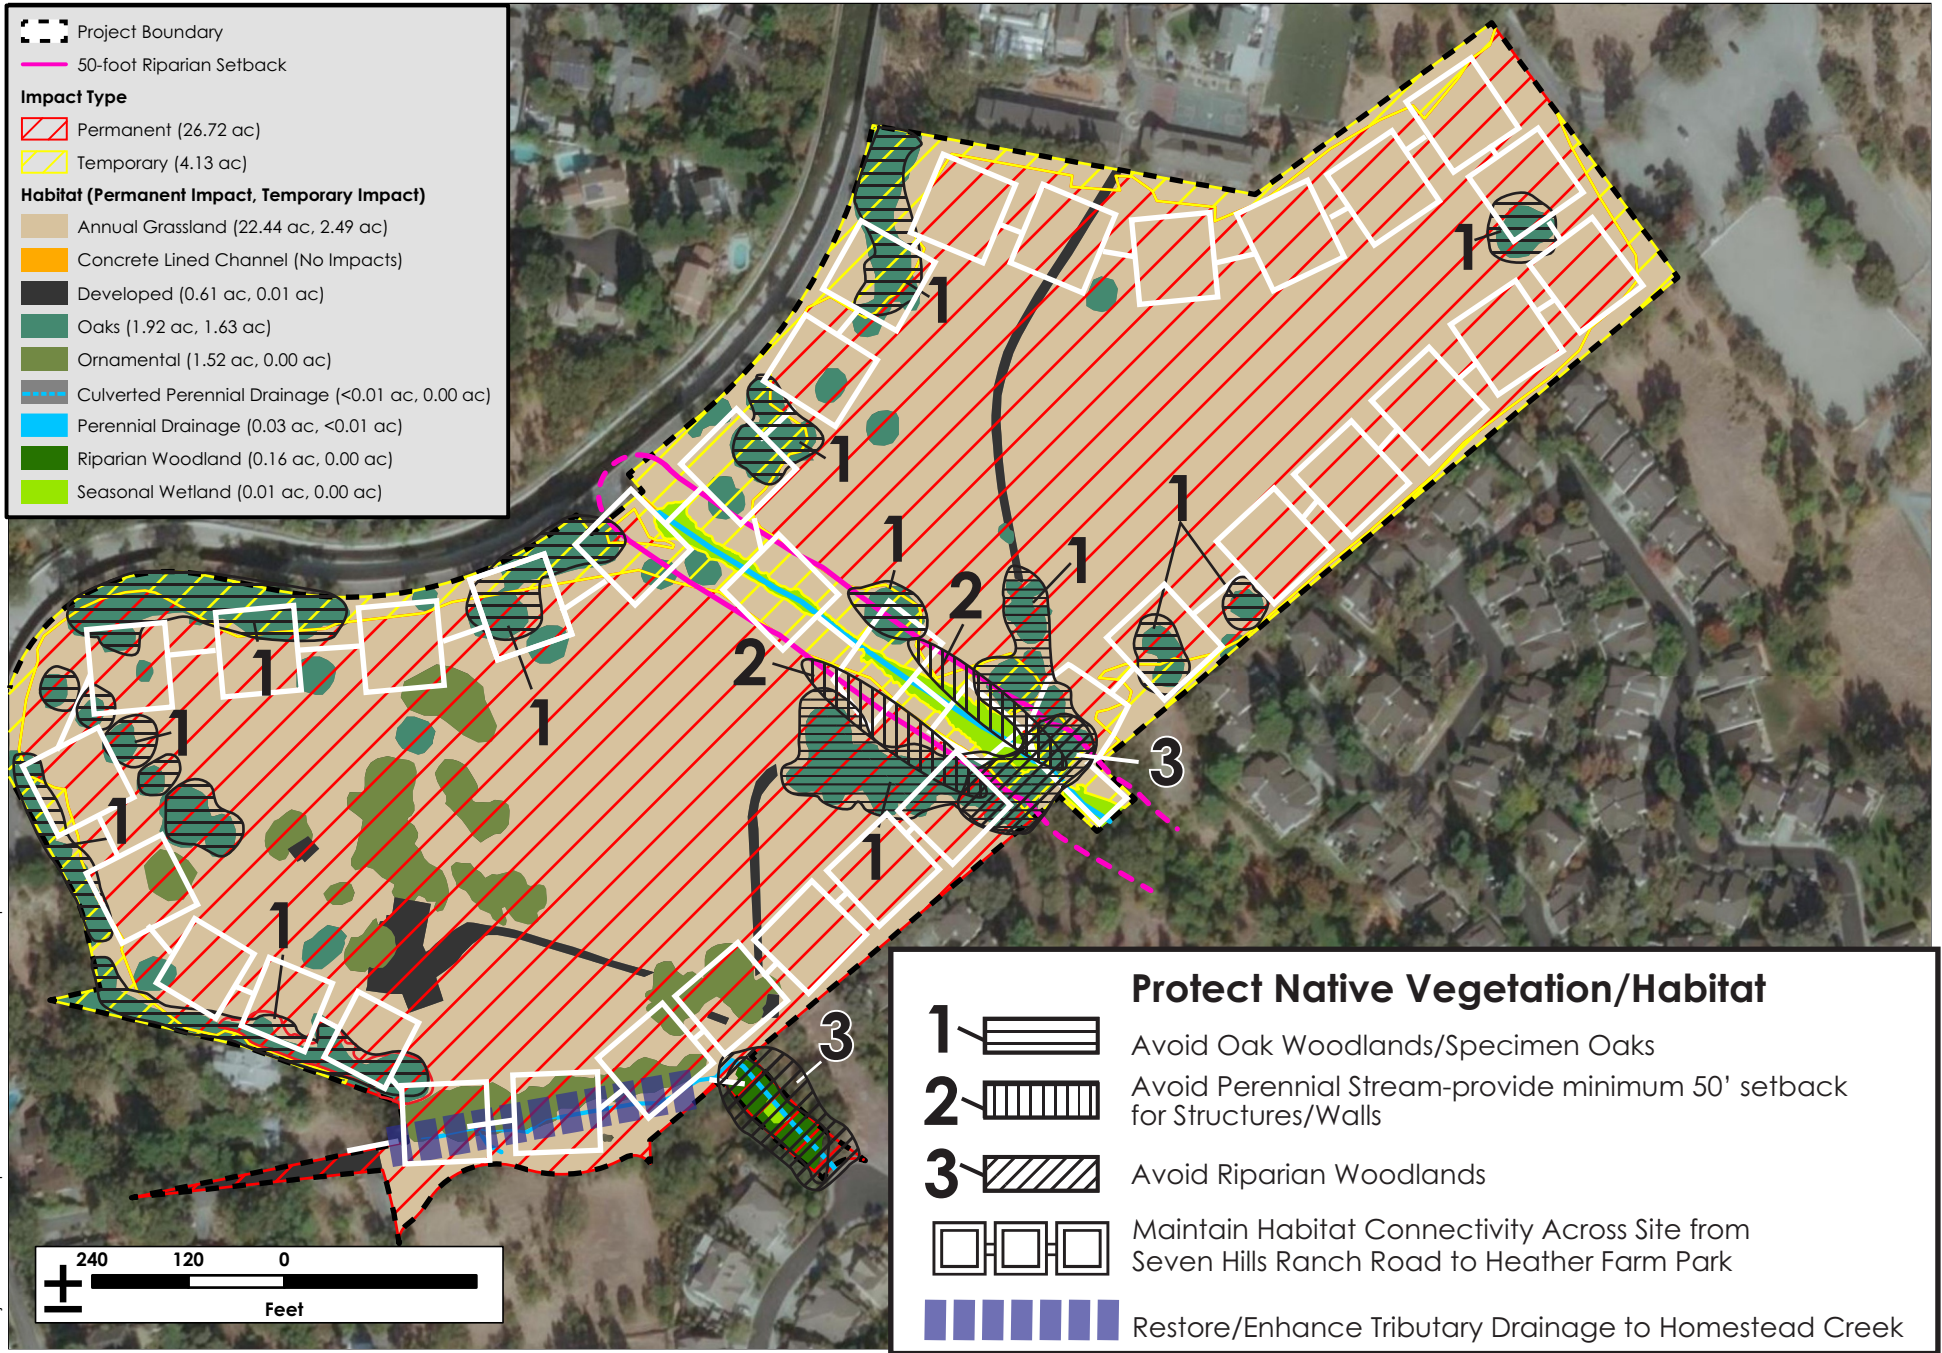 Project Boundary
50-foot Riparian Setback
Impact Type
Permanent (26.72 ac)
Temporary (4.13 ac)
Habitat (Permanent Impact, Temporary Impact)
Annual Grassland (22.44 ac, 2.49 ac)
Concrete Lined Channel (No Impacts)
Developed (0.61 ac, 0.01 ac)
Oaks (1.92 ac, 1.63 ac)
Ornamental (1.52 ac, 0.00 ac)
Culverted Perennial Drainage (<0.01 ac, 0.00 ac)
Perennial Drainage (0.03 ac, <0.01 ac)
Riparian Woodland (0.16 ac, 0.00 ac)
Seasonal Wetland (0.01 ac, 0.00 ac)
1
1
1
1
1
1
2
2
1
1
1
3
1
1
1
1
3
240 120 0
Feet
Protect Native Vegetation/Habitat
1 Avoid Oak Woodlands/Specimen Oaks
2 Avoid Perennial Stream-provide minimum 50' setback
for Structures/Walls
3 Avoid Riparian Woodlands
Maintain Habitat Connectivity Across Site from
Seven Hills Ranch Road to Heather Farm Park
Restore/Enhance Tributary Drainage to Homestead Creek